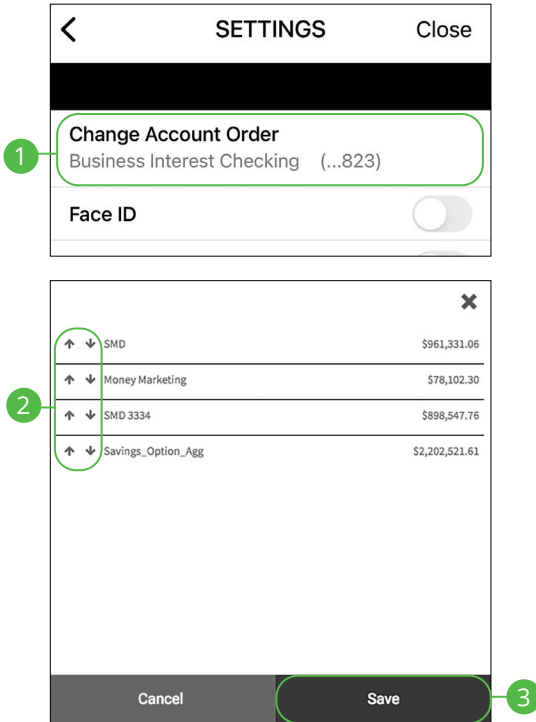 SETTINGS Close
1
Change Account Order
Business Interest Checking (...823)
Face ID
2
SMD $961,331.06
Money Marketing $78,102.30
SMD 3334 $898,547.76
Savings_Option_Agg $2,202,521.61
Cancel Save
3